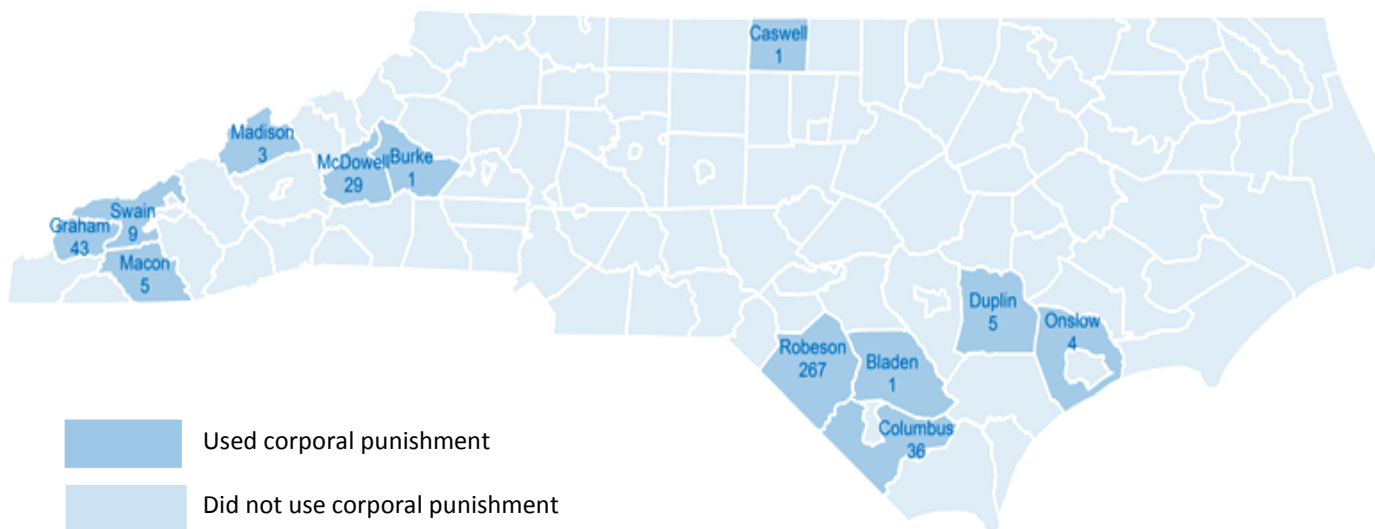 Caswell
1
Madison
3
McDowell
29
Burke
1
Swain
9
Graham
43
Macon
5
Duplin
5
Onslow
4
Robeson
267
Bladen
1
Columbus
36
Used corporal punishment
Did not use corporal punishment